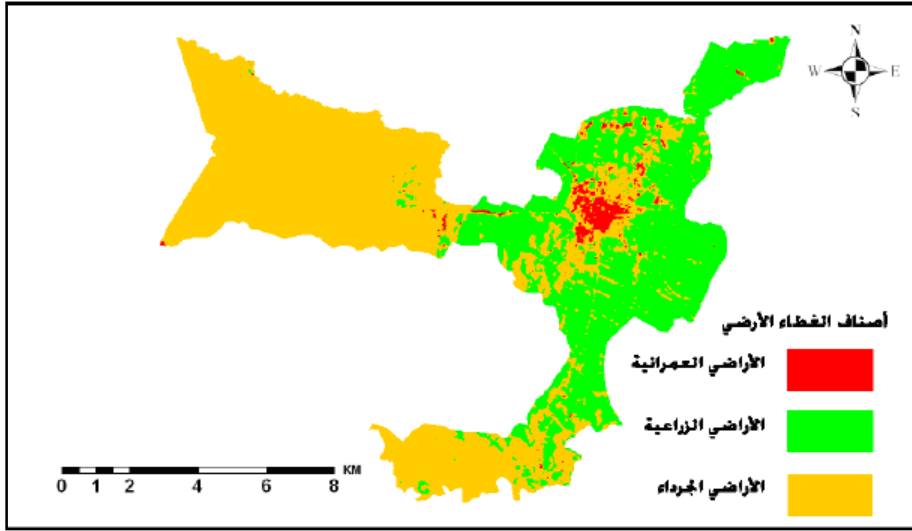 N
W E
S
أصناف الغطاء الأرضي
الأراضي العمرانية
الأراضي الزراعية
الأراضي الجرداء
KM
0 1 2 4 6 8